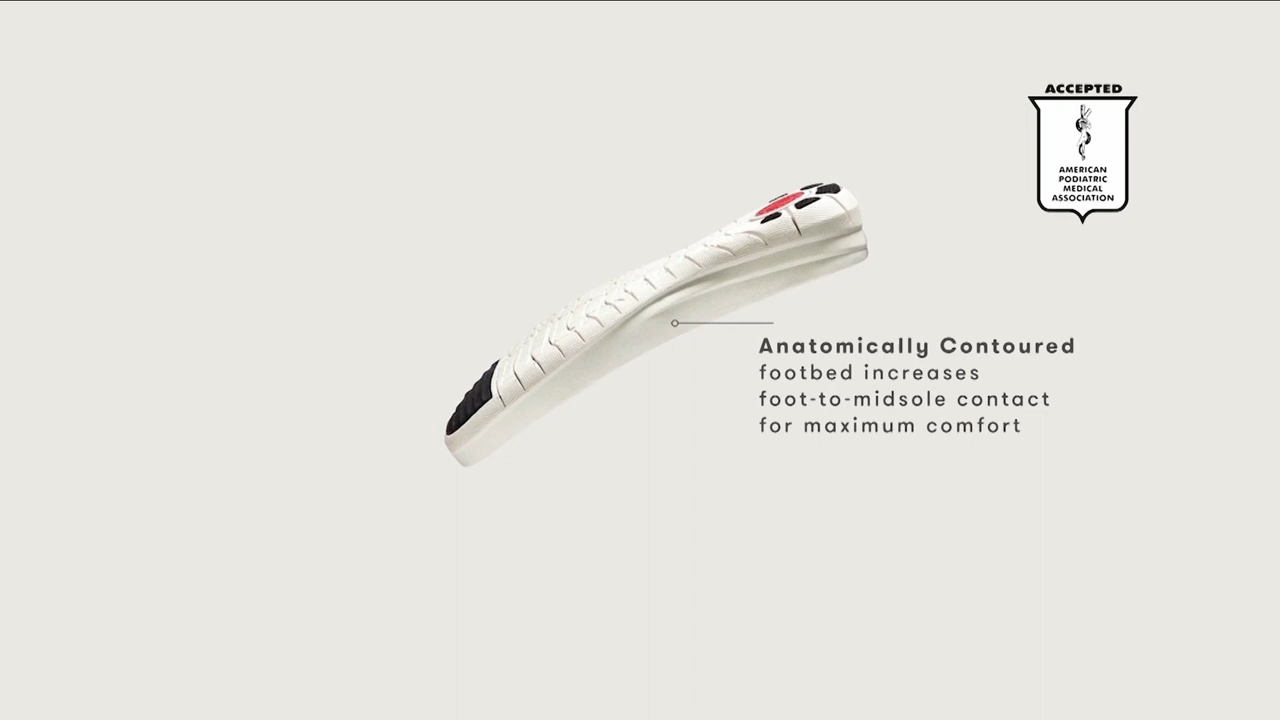 ACCEPTED
AMERICAN
PODIATRIC
MEDICAL
ASSOCIATION
Anatomically Contoured
footbed increases
foot-to-midsole contact
for maximum comfort